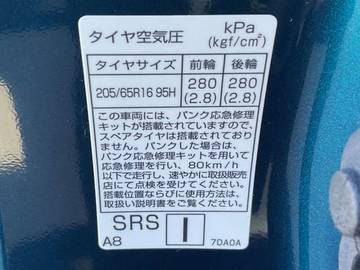 タイヤ空気圧 kPa (kgf/cm²)
タイヤサイズ 前輪 後輪
205/65R16 95H 280 (2.8) 280 (2.8)
この車両には、パンク応急修理
キットが搭載されていますので、
スペアタイヤは搭載されており
ません。パンクした場合は、
パンク応急修理キットを用いて
応急修理を行い、80km/h
以下で走行し、速やかに販売
店にて点検を受けてください。
搭載位置ならびに使用方法は、
取扱説明書をご覧ください。
SRS I
A8 7DA0A